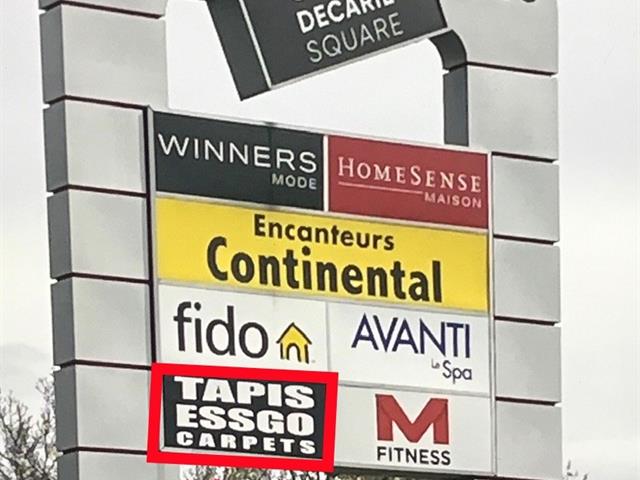 DECARIE
SQUARE
WINNERS
MODE
HOMESENSE
MAISON
Encanteurs
Continental
fido
AVANTI
Le Spa
TAPIS
ESSGO
CARPETS
M
FITNESS